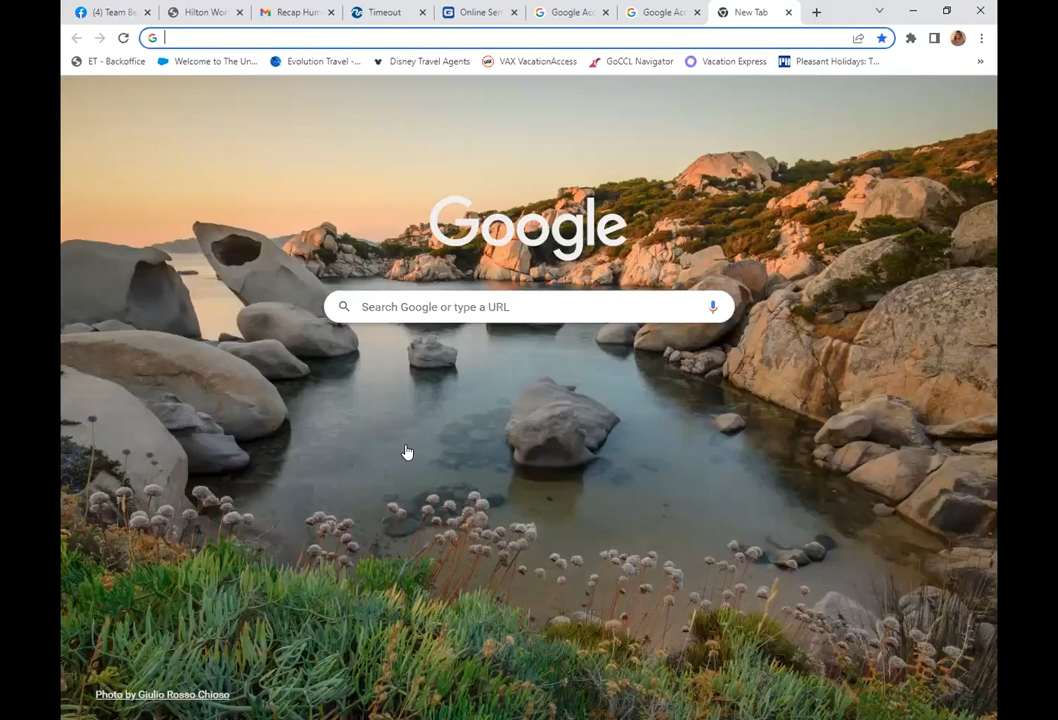 (4) Team Be
Hilton Wor
Recap Hum
Timeout
Online Serv
Google Acc
Google Acc
New Tab
ET - Backoffice
Welcome to The Un...
Evolution Travel -...
Disney Travel Agents
VAX VacationAccess
GoCCL Navigator
Vacation Express
Pleasant Holidays: T...
»
Google
Search Google or type a URL
Photo by Giulio Rosso Chioso